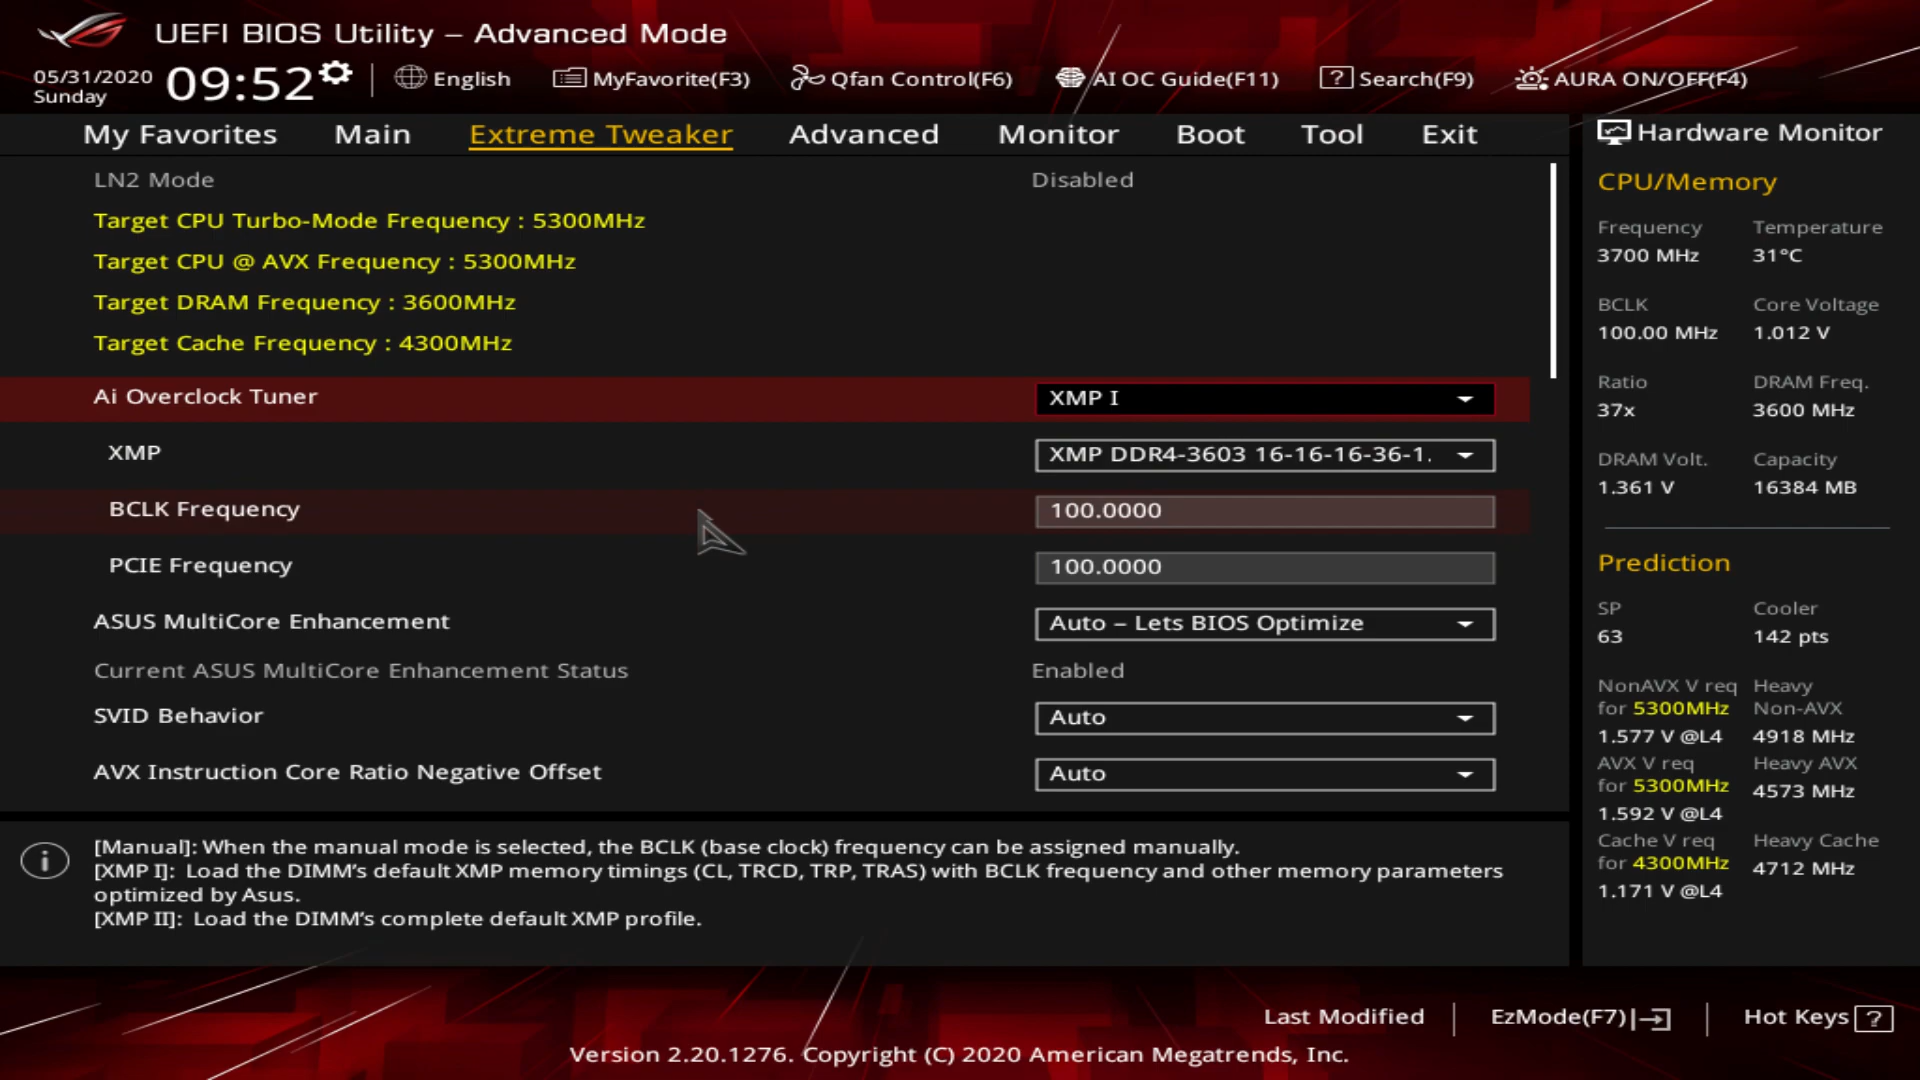 UEFI BIOS Utility – Advanced Mode
05/31/2020
Sunday
09:52
English
MyFavorite(F3)
Qfan Control(F6)
AI OC Guide(F11)
Search(F9)
AURA ON/OFF(F4)
My Favorites
Main
Extreme Tweaker
Advanced
Monitor
Boot
Tool
Exit
LN2 Mode Disabled
Target CPU Turbo-Mode Frequency : 5300MHz
Target CPU @ AVX Frequency : 5300MHz
Target DRAM Frequency : 3600MHz
Target Cache Frequency : 4300MHz
Ai Overclock Tuner XMP I
XMP XMP DDR4-3603 16-16-16-36-1.
BCLK Frequency 100.0000
PCIE Frequency 100.0000
ASUS MultiCore Enhancement Auto – Lets BIOS Optimize
Current ASUS MultiCore Enhancement Status Enabled
SVID Behavior Auto
AVX Instruction Core Ratio Negative Offset Auto
[Manual]: When the manual mode is selected, the BCLK (base clock) frequency can be assigned manually.
[XMP I]: Load the DIMM's default XMP memory timings (CL, TRCD, TRP, TRAS) with BCLK frequency and other memory parameters
optimized by Asus.
[XMP II]: Load the DIMM's complete default XMP profile.
Hardware Monitor
CPU/Memory
Frequency Temperature
3700 MHz 31°C
BCLK Core Voltage
100.00 MHz 1.012 V
Ratio DRAM Freq.
37x 3600 MHz
DRAM Volt. Capacity
1.361 V 16384 MB
Prediction
SP Cooler
63 142 pts
NonAVX V req Heavy
for 5300MHz Non-AVX
1.577 V @L4 4918 MHz
AVX V req Heavy AVX
for 5300MHz 4573 MHz
1.592 V @L4
Cache V req Heavy Cache
for 4300MHz 4712 MHz
1.171 V @L4
Last Modified
EzMode(F7)
Hot Keys ?
Version 2.20.1276. Copyright (C) 2020 American Megatrends, Inc.